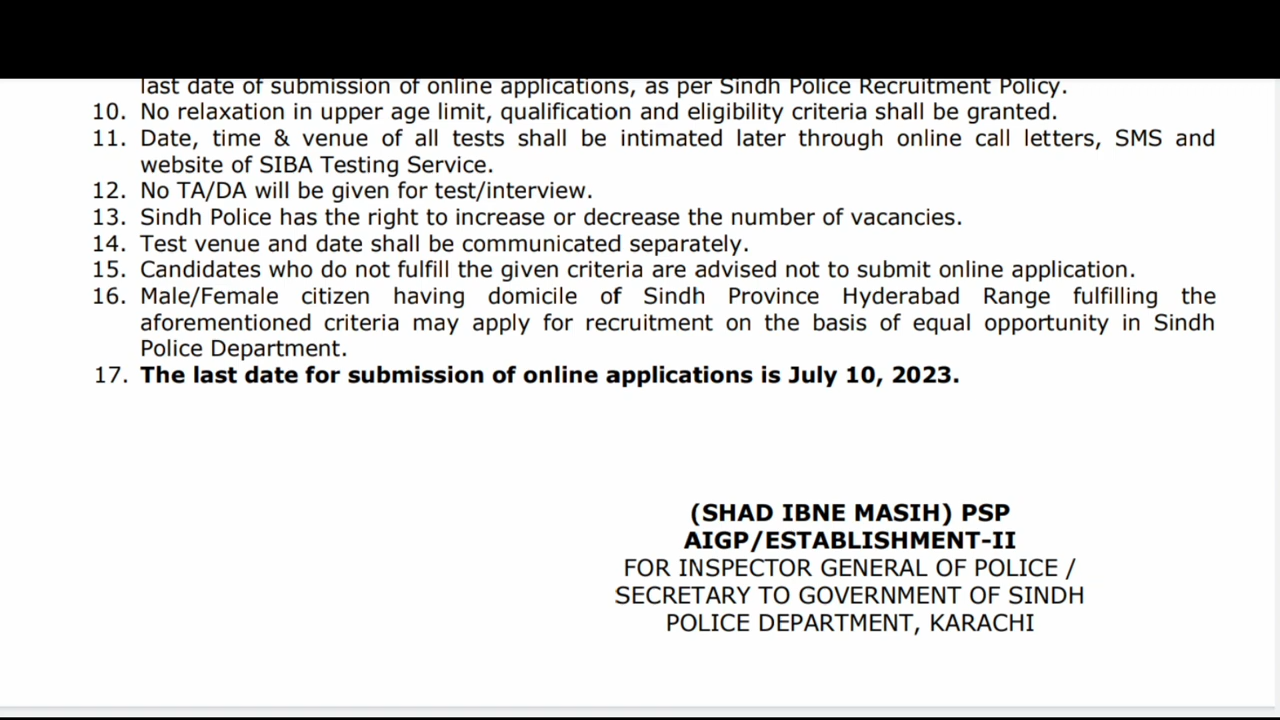 last date of submission of online applications, as per Sindh Police Recruitment Policy.
10. No relaxation in upper age limit, qualification and eligibility criteria shall be granted.
11. Date, time & venue of all tests shall be intimated later through online call letters, SMS and
website of SIBA Testing Service.
12. No TA/DA will be given for test/interview.
13. Sindh Police has the right to increase or decrease the number of vacancies.
14. Test venue and date shall be communicated separately.
15. Candidates who do not fulfill the given criteria are advised not to submit online application.
16. Male/Female citizen having domicile of Sindh Province Hyderabad Range fulfilling the
aforementioned criteria may apply for recruitment on the basis of equal opportunity in Sindh
Police Department.
17. The last date for submission of online applications is July 10, 2023.
(SHAD IBNE MASIH) PSP
AIGP/ESTABLISHMENT-II
FOR INSPECTOR GENERAL OF POLICE /
SECRETARY TO GOVERNMENT OF SINDH
POLICE DEPARTMENT, KARACHI